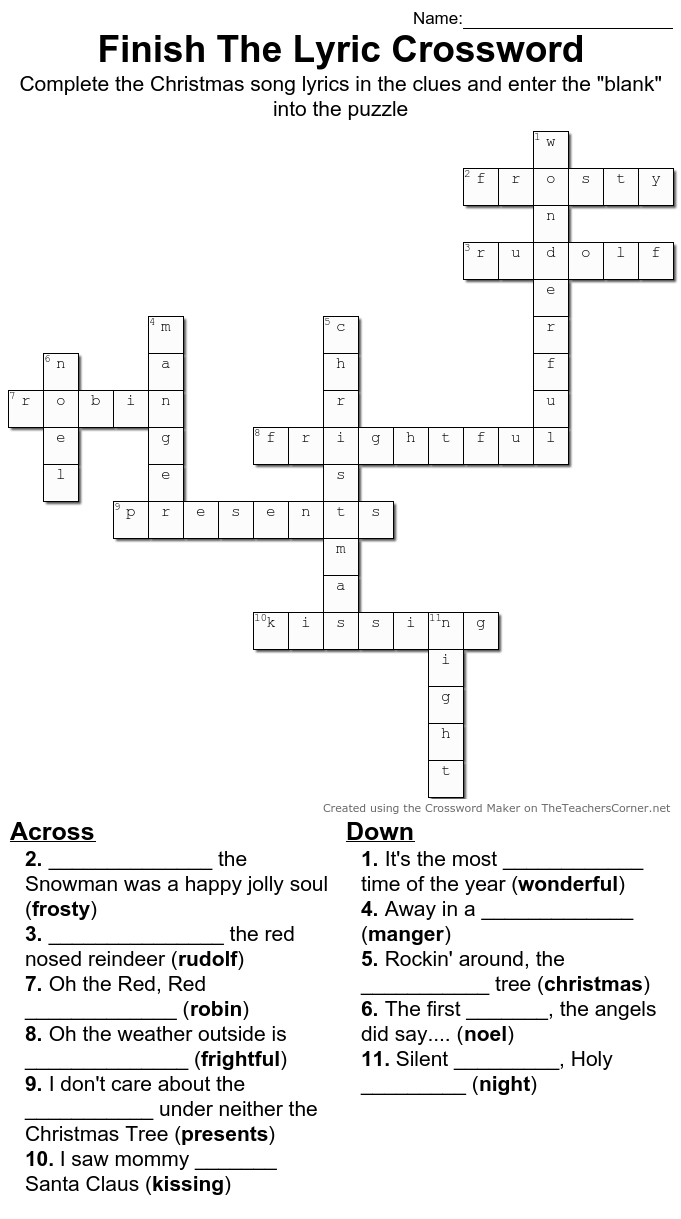 Name:_______________________
Finish The Lyric Crossword
Complete the Christmas song lyrics in the clues and enter the "blank"
into the puzzle
1 w
2 f r o s t y
n
3 r u d o l f
e
4 m 5 c r
6 n a h f
7 r o b i n r u
e g 8 f r i g h t f u l
l e s
9 p r e s e n t s
m
a
10 k i s s i 11 n g
i
g
h
t
Created using the Crossword Maker on TheTeachersCorner.net
Across
2. ______________ the
Snowman was a happy jolly soul
(frosty)
3. _______________ the red
nosed reindeer (rudolf)
7. Oh the Red, Red
_____________ (robin)
8. Oh the weather outside is
______________ (frightful)
9. I don't care about the
___________ under neither the
Christmas Tree (presents)
10. I saw mommy _______
Santa Claus (kissing)
Down
1. It's the most ____________
time of the year (wonderful)
4. Away in a _____________
(manger)
5. Rockin' around, the
___________ tree (christmas)
6. The first _______, the angels
did say.... (noel)
11. Silent _________, Holy
_________ (night)